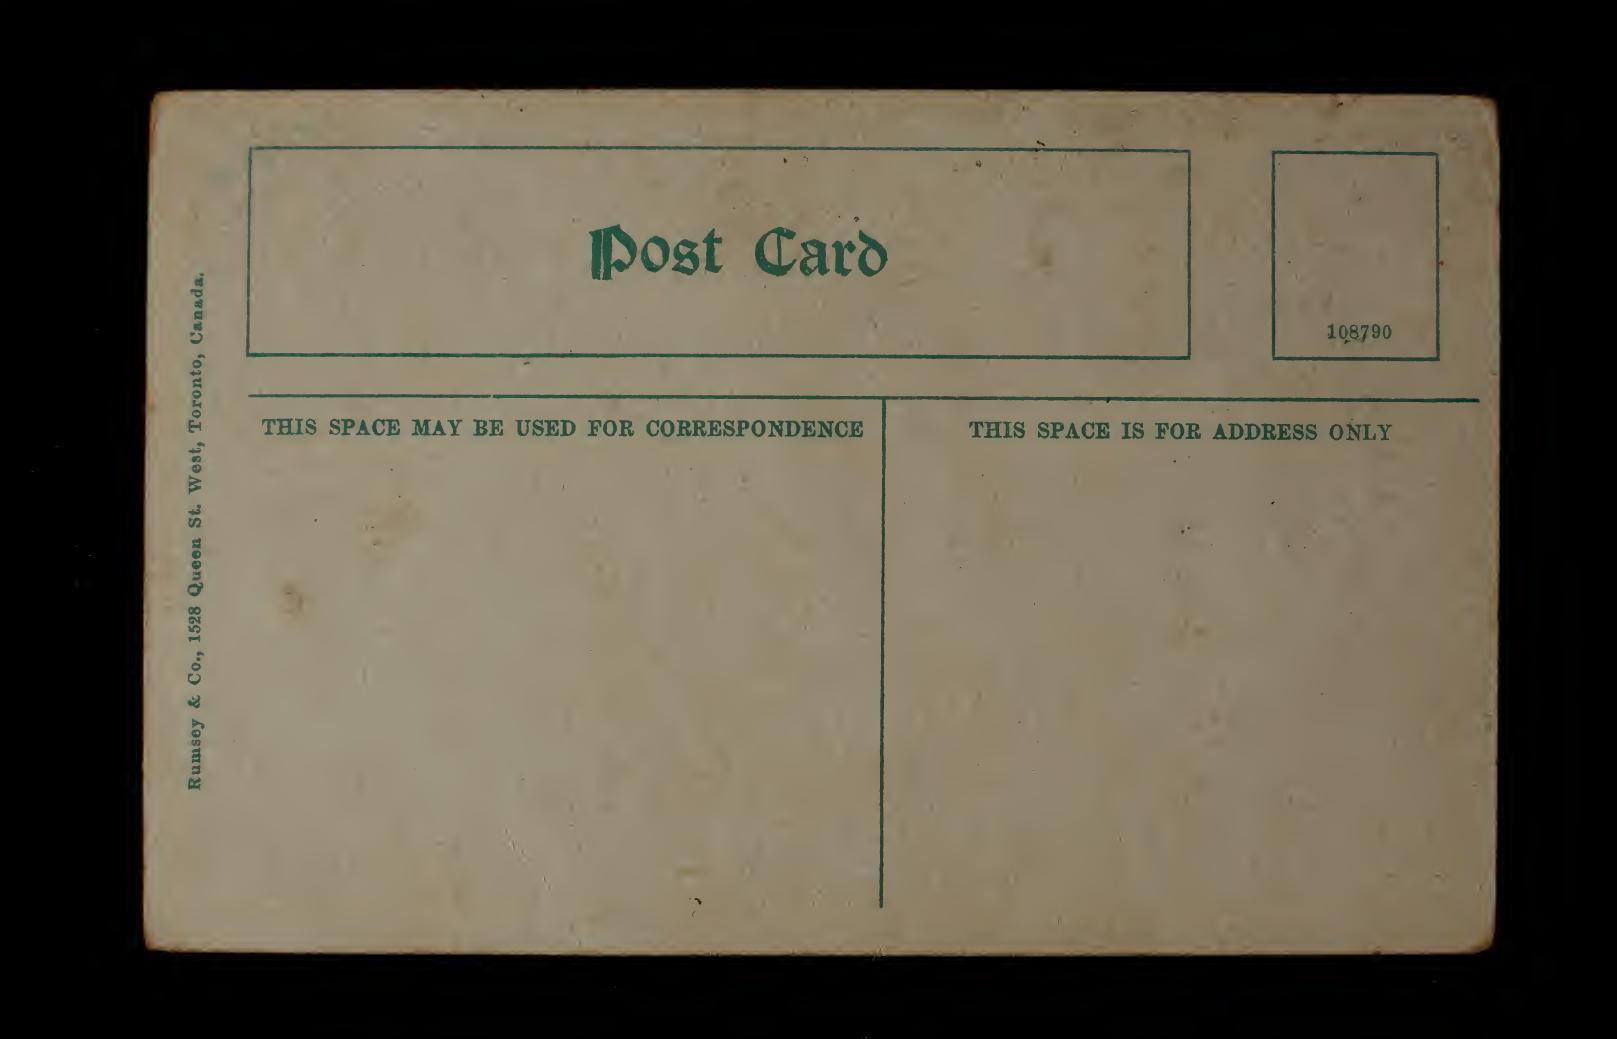 Post Card
108790
THIS SPACE MAY BE USED FOR CORRESPONDENCE
THIS SPACE IS FOR ADDRESS ONLY
Rumsey & Co., 1528 Queen St. West, Toronto, Canada.